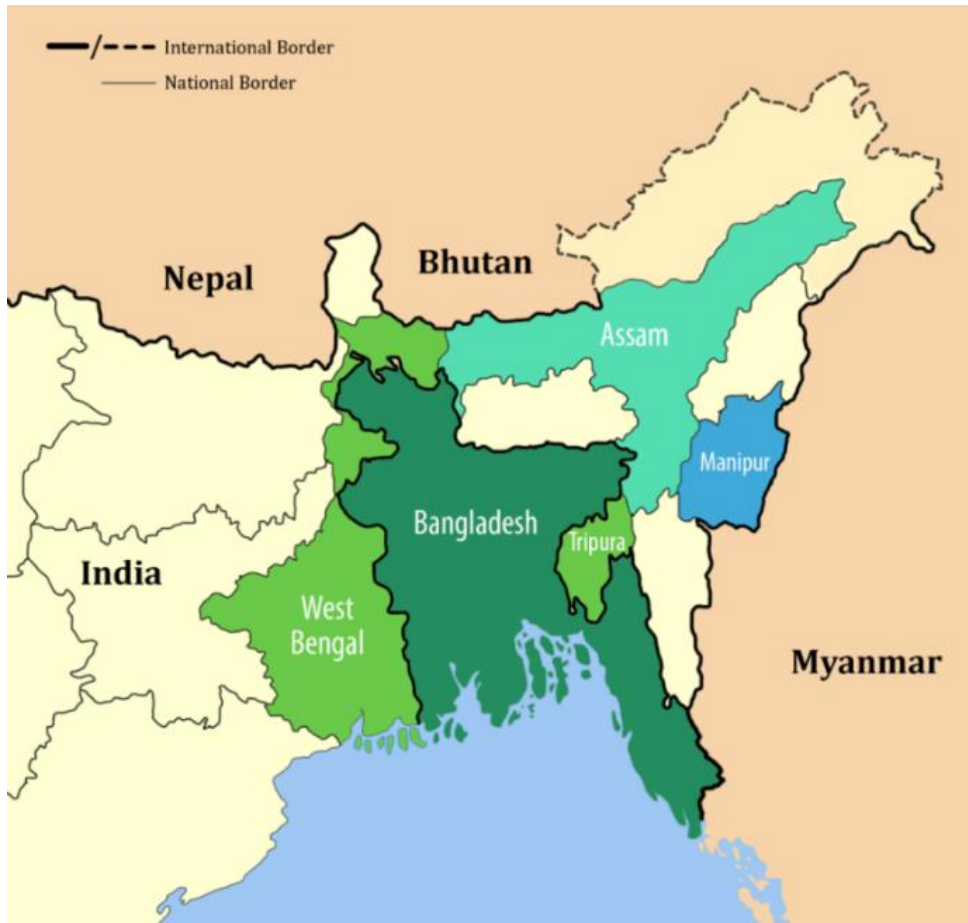 International Border
National Border
Nepal
Bhutan
Assam
Manipur
Bangladesh
Tripura
India
West
Bengal
Myanmar